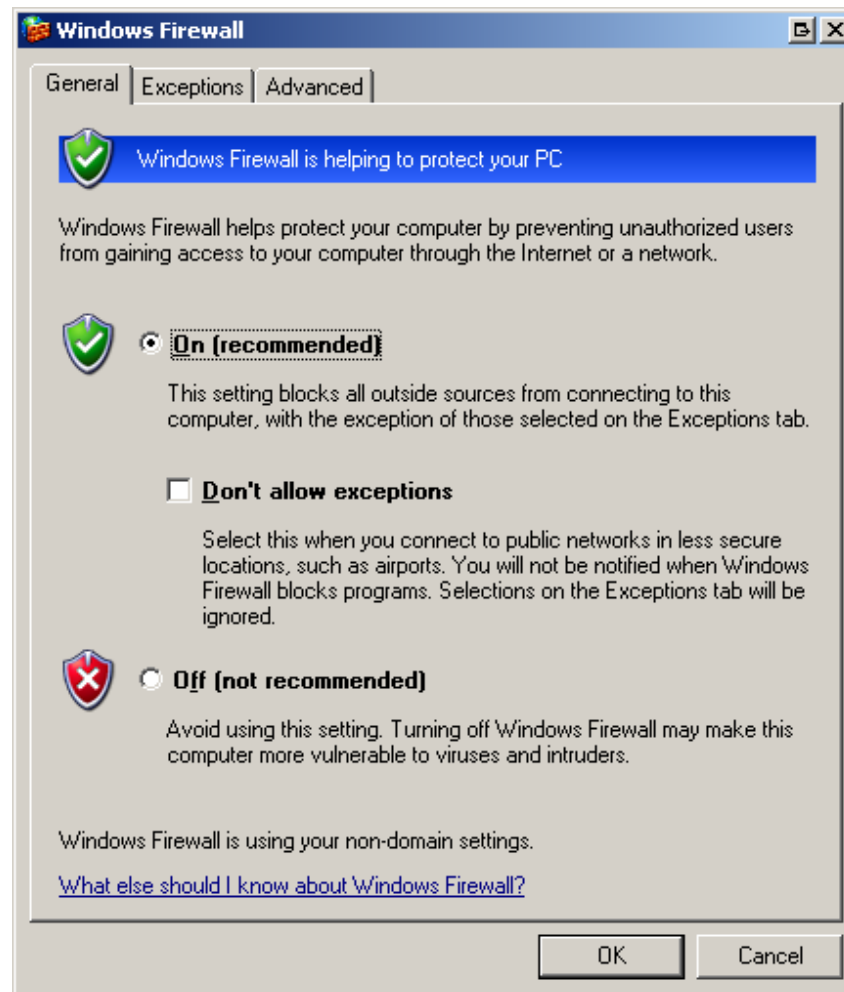 Windows Firewall
General
Exceptions
Advanced
Windows Firewall is helping to protect your PC
Windows Firewall helps protect your computer by preventing unauthorized users
from gaining access to your computer through the Internet or a network.
On (recommended)
This setting blocks all outside sources from connecting to this
computer, with the exception of those selected on the Exceptions tab.
Don't allow exceptions
Select this when you connect to public networks in less secure
locations, such as airports. You will not be notified when Windows
Firewall blocks programs. Selections on the Exceptions tab will be
ignored.
Off (not recommended)
Avoid using this setting. Turning off Windows Firewall may make this
computer more vulnerable to viruses and intruders.
Windows Firewall is using your non-domain settings.
What else should I know about Windows Firewall?
OK
Cancel